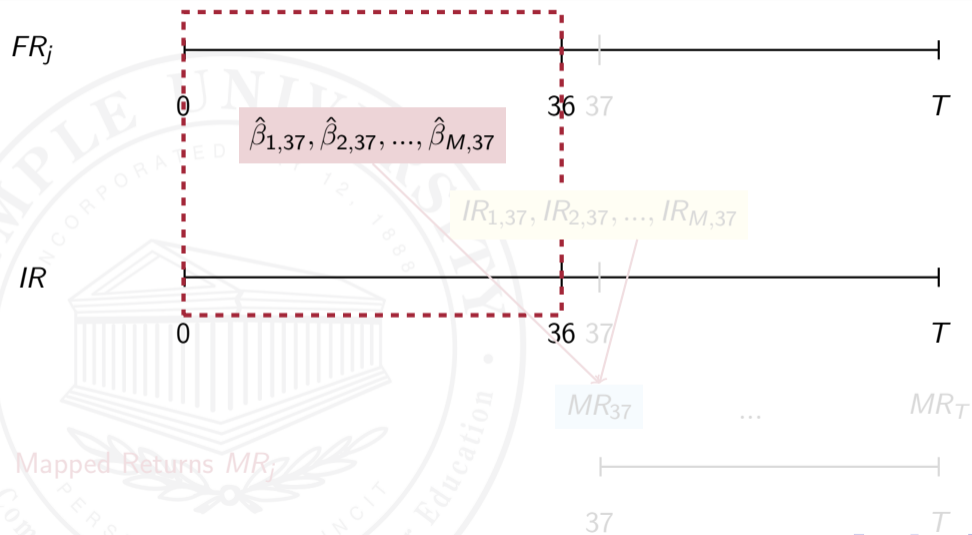 FR_j
0 36 37 T
β̂_{1,37}, β̂_{2,37}, ..., β̂_{M,37}
IR_{1,37}, IR_{2,37}, ..., IR_{M,37}
IR
0 36 37 T
MR_{37} ... MR_T
Mapped Returns MR_j
37 T